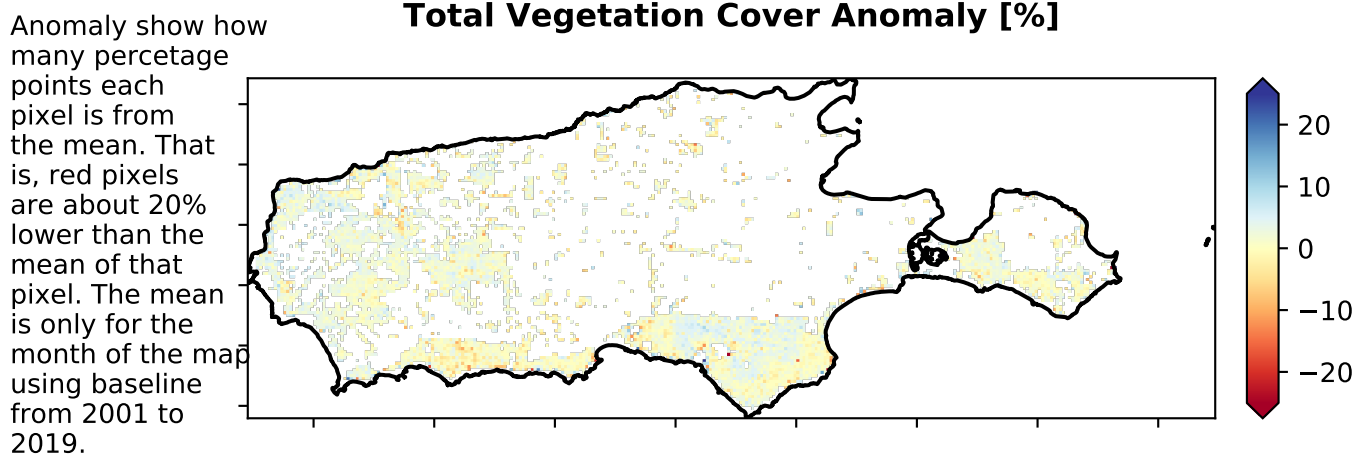 Total Vegetation Cover Anomaly [%]
Anomaly show how
many percetage
points each
pixel is from
the mean. That
is, red pixels
are about 20%
lower than the
mean of that
pixel. The mean
is only for the
month of the map
using baseline
from 2001 to
2019.
20
10
0
−10
−20